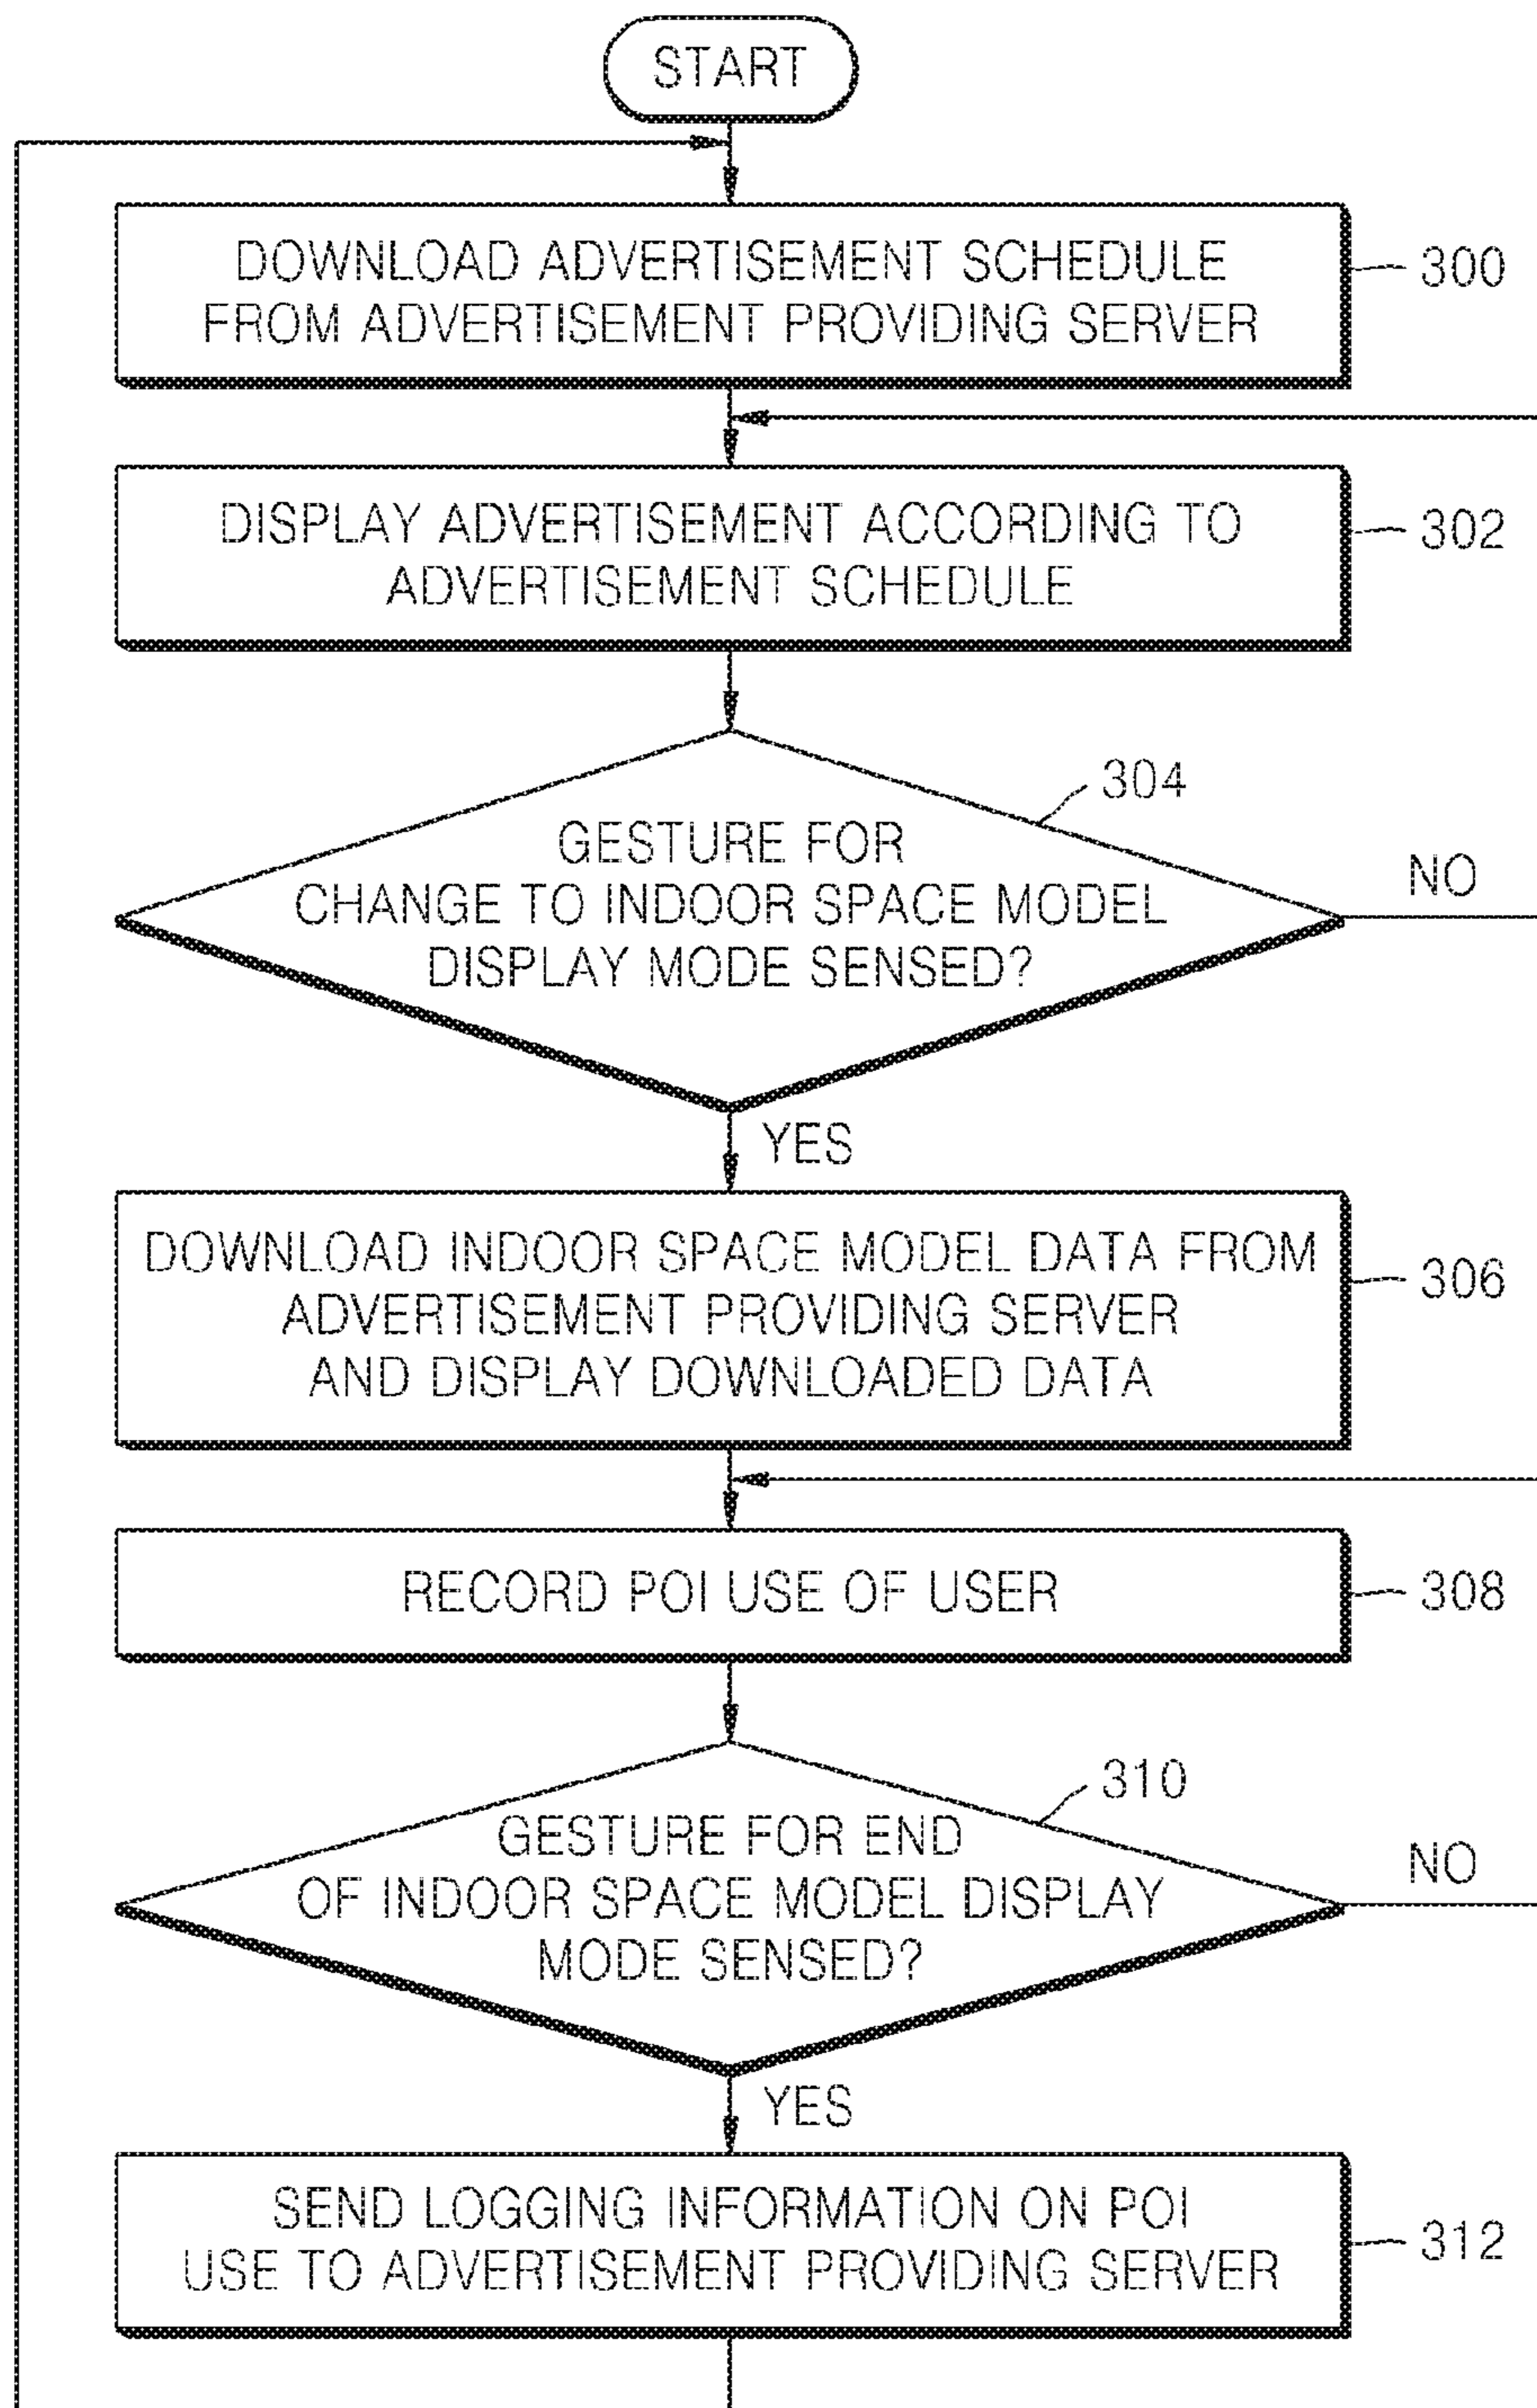 START
DOWNLOAD ADVERTISEMENT SCHEDULE
FROM ADVERTISEMENT PROVIDING SERVER
300
DISPLAY ADVERTISEMENT ACCORDING TO
ADVERTISEMENT SCHEDULE
302
304
GESTURE FOR
CHANGE TO INDOOR SPACE MODEL
DISPLAY MODE SENSED?
NO
YES
DOWNLOAD INDOOR SPACE MODEL DATA FROM
ADVERTISEMENT PROVIDING SERVER
AND DISPLAY DOWNLOADED DATA
306
RECORD POI USE OF USER
308
310
GESTURE FOR END
OF INDOOR SPACE MODEL DISPLAY
MODE SENSED?
NO
YES
SEND LOGGING INFORMATION ON POI
USE TO ADVERTISEMENT PROVIDING SERVER
312